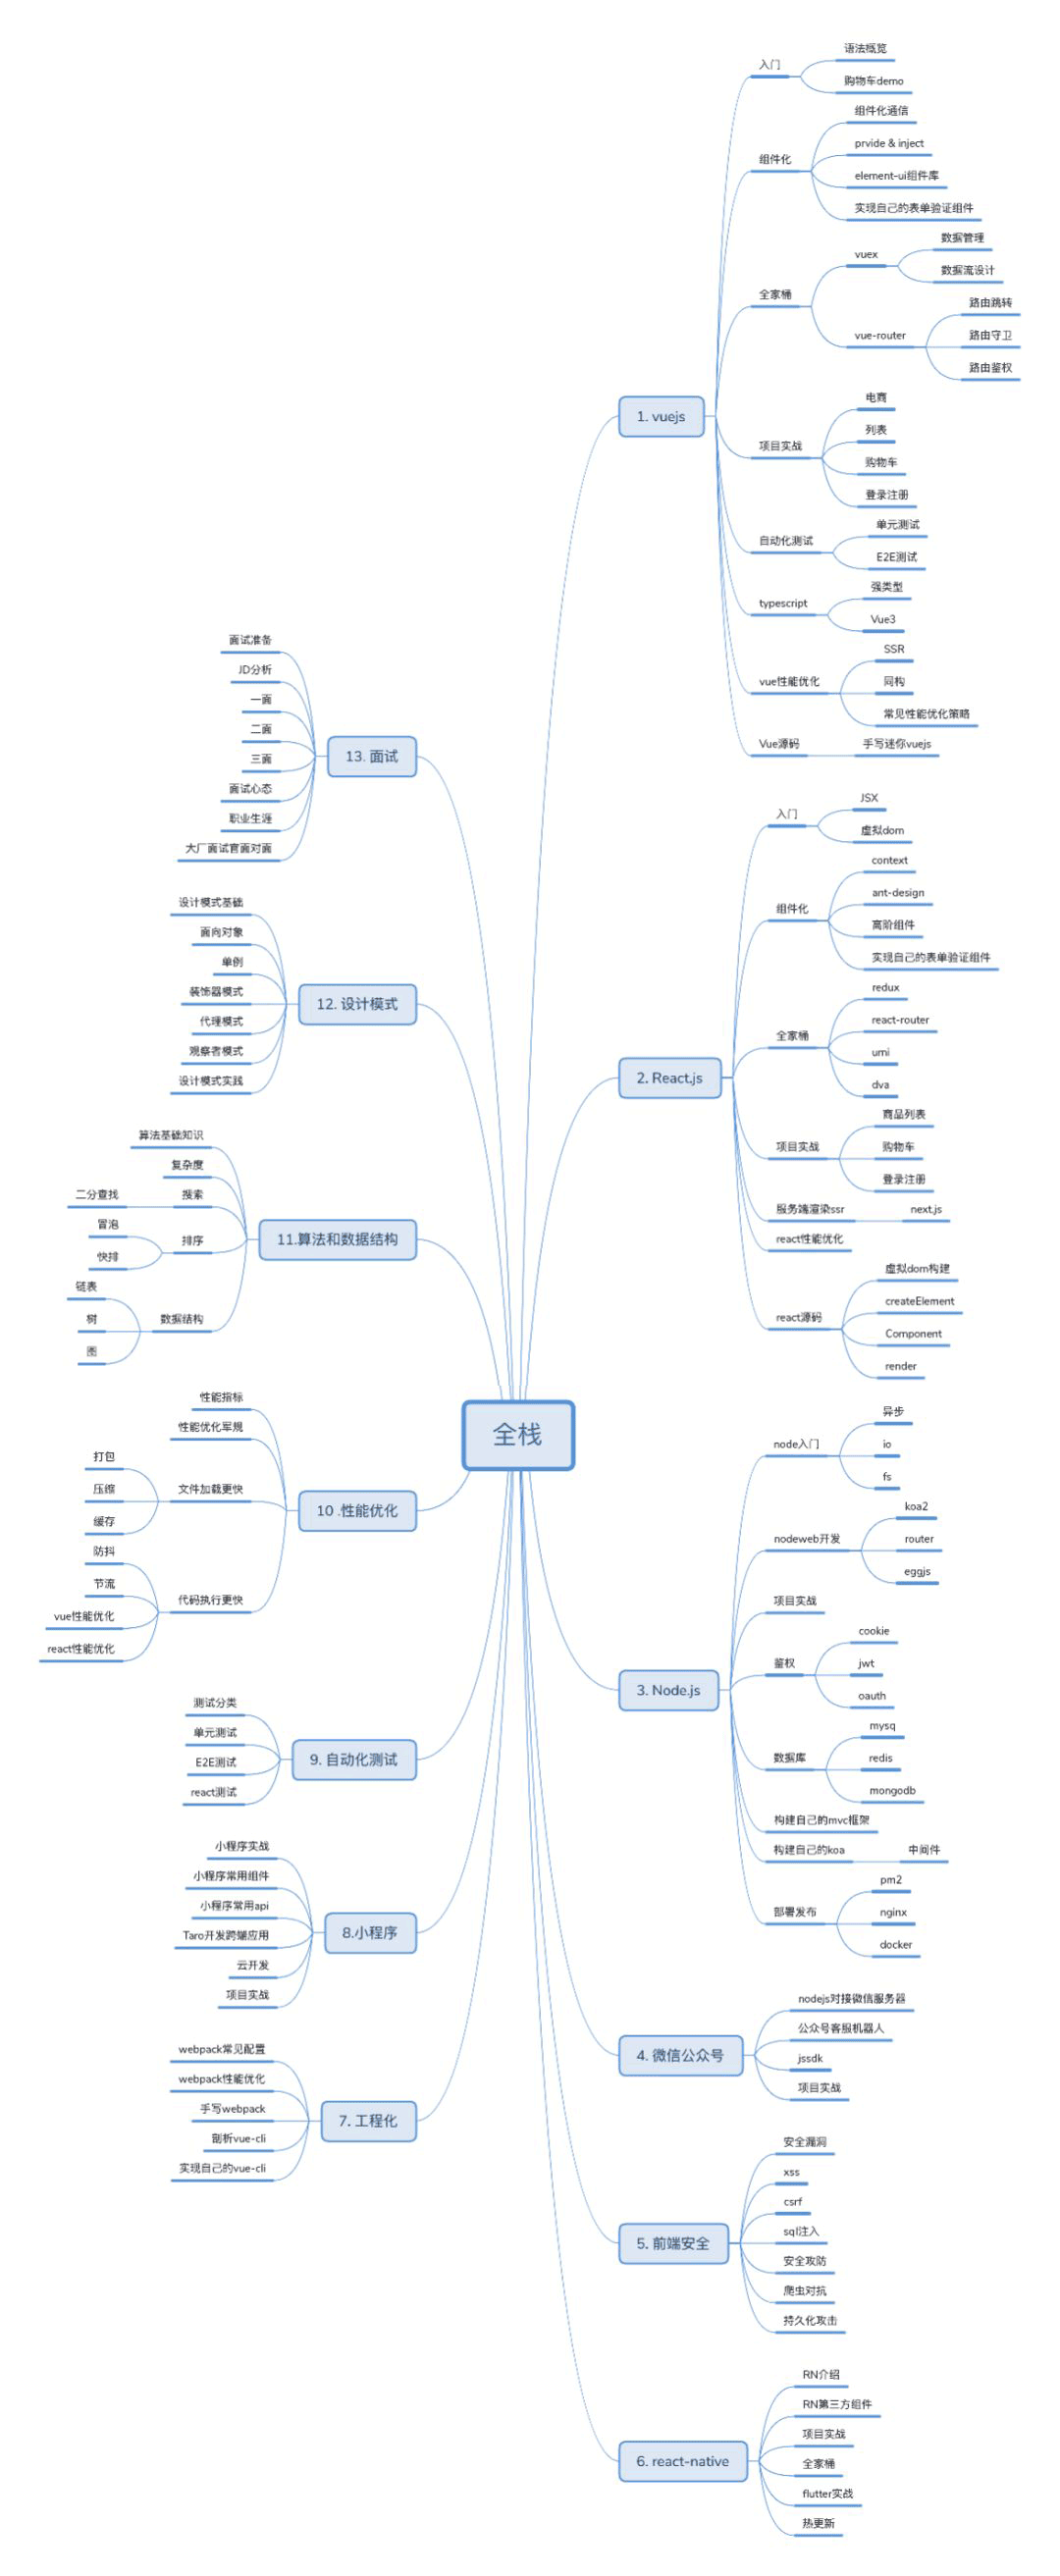 全栈
1. vuejs
入门
语法概览
购物车demo
组件化
组件化通信
prvide & inject
element-ui组件库
实现自己的表单验证组件
全家桶
vuex
数据管理
数据流设计
vue-router
路由跳转
路由守卫
路由鉴权
项目实战
电商
列表
购物车
登录注册
自动化测试
单元测试
E2E测试
typescript
强类型
Vue3
vue性能优化
SSR
同构
常见性能优化策略
Vue源码
手写迷你vuejs
2. React.js
入门
JSX
虚拟dom
组件化
context
ant-design
高阶组件
实现自己的表单验证组件
全家桶
redux
react-router
umi
dva
项目实战
商品列表
购物车
登录注册
服务端渲染ssr
next.js
react性能优化
react源码
虚拟dom构建
createElement
Component
render
3. Node.js
node入门
异步
io
fs
nodeweb开发
koa2
router
eggjs
项目实战
鉴权
cookie
jwt
oauth
数据库
mysq
redis
mongodb
构建自己的mvc框架
构建自己的koa
中间件
部署发布
pm2
nginx
docker
4. 微信公众号
nodejs对接微信服务器
公众号客服机器人
jssdk
项目实战
5. 前端安全
安全漏洞
xss
csrf
sql注入
安全攻防
爬虫对抗
持久化攻击
6. react-native
RN介绍
RN第三方组件
项目实战
全家桶
flutter实战
热更新
7. 工程化
webpack常见配置
webpack性能优化
手写webpack
剖析vue-cli
实现自己的vue-cli
8.小程序
小程序实战
小程序常用组件
小程序常用api
Taro开发跨端应用
云开发
项目实战
9. 自动化测试
测试分类
单元测试
E2E测试
react测试
10 .性能优化
性能指标
性能优化军规
文件加载更快
打包
压缩
缓存
代码执行更快
防抖
节流
vue性能优化
react性能优化
11.算法和数据结构
算法基础知识
复杂度
搜索
二分查找
排序
冒泡
快排
数据结构
链表
树
图
12. 设计模式
设计模式基础
面向对象
单例
装饰器模式
代理模式
观察者模式
设计模式实践
13. 面试
面试准备
JD分析
一面
二面
三面
面试心态
职业生涯
大厂面试官面对面